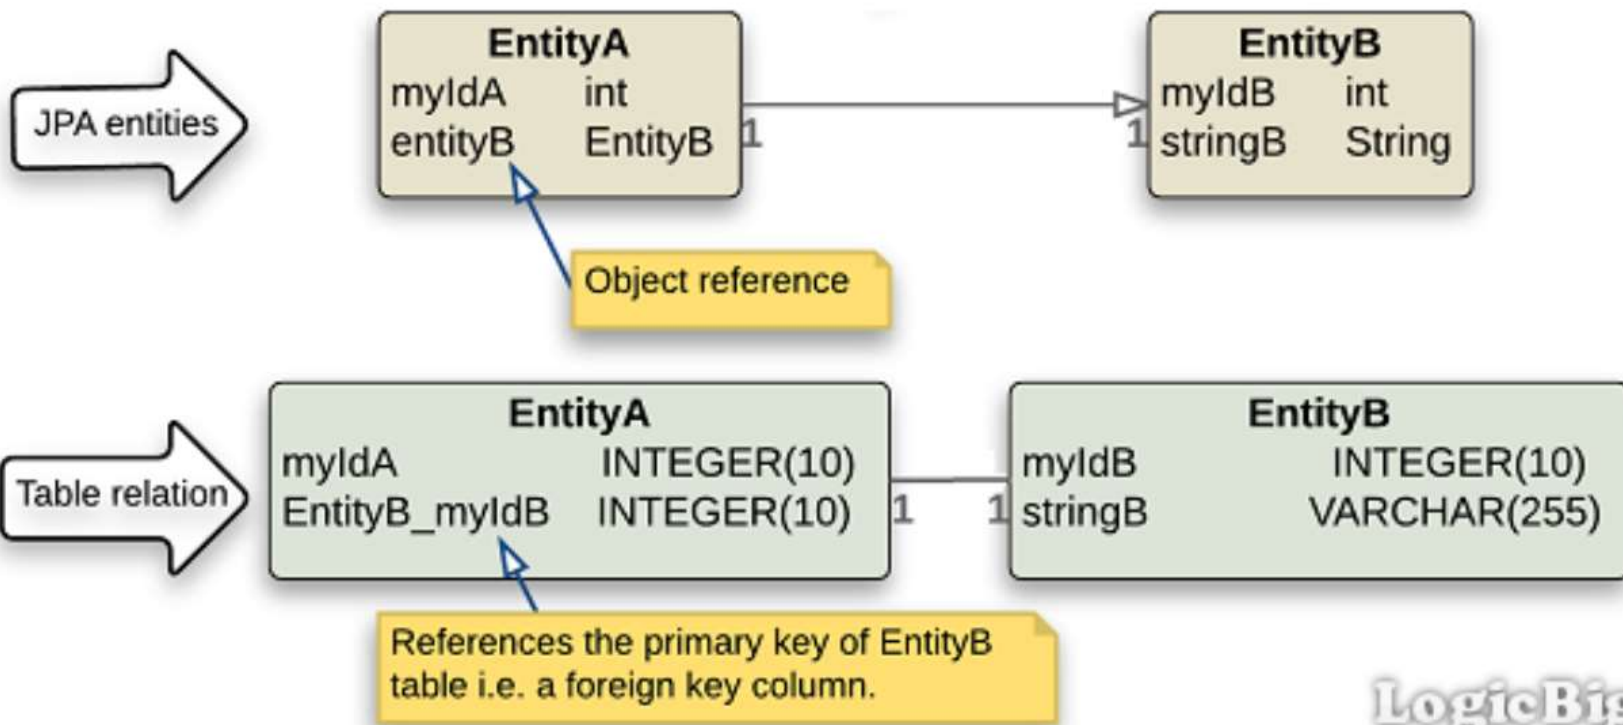 JPA entities
EntityA
myIdA int
entityB EntityB
1
1
EntityB
myIdB int
stringB String
Object reference
Table relation
EntityA
myIdA INTEGER(10)
EntityB_myIdB INTEGER(10)
1
1
EntityB
myIdB INTEGER(10)
stringB VARCHAR(255)
References the primary key of EntityB
table i.e. a foreign key column.